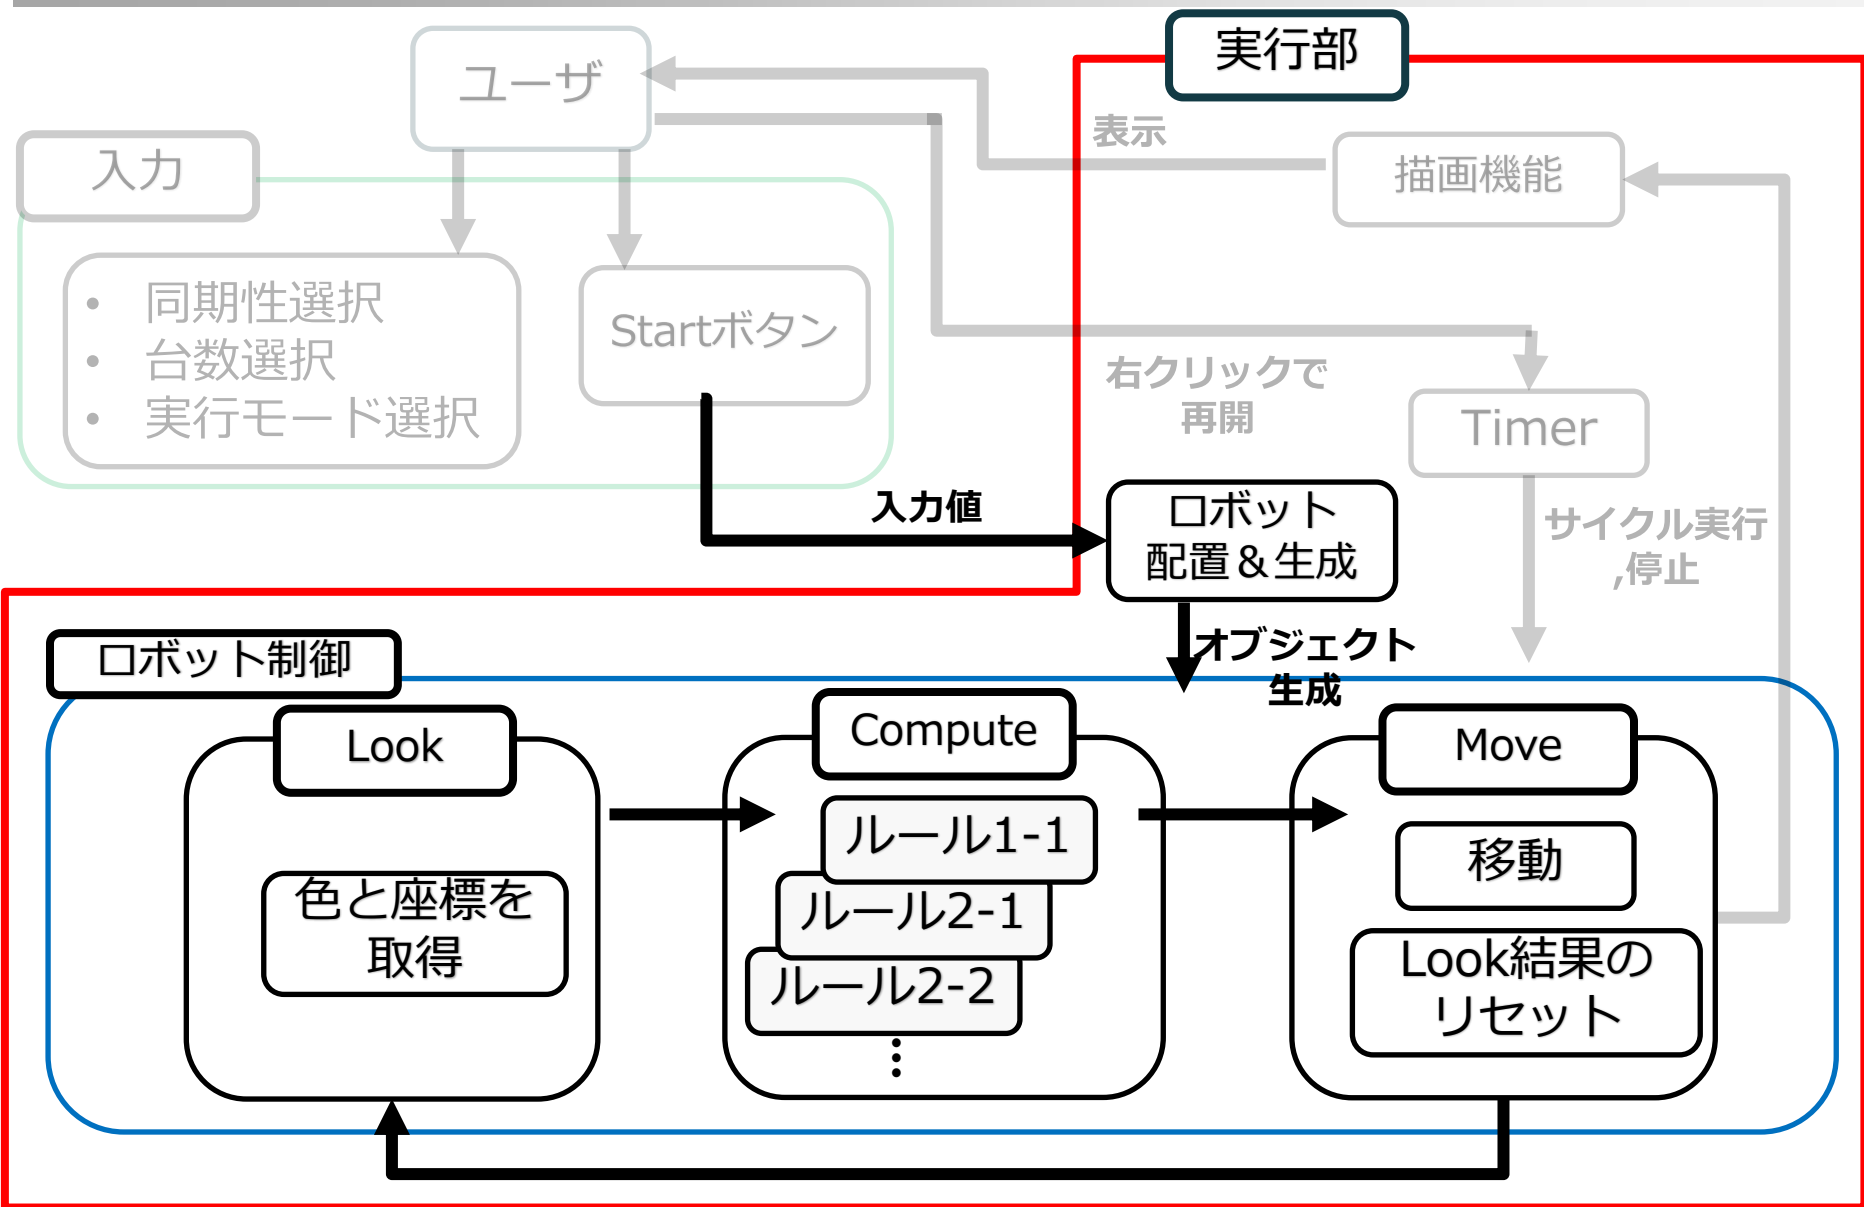 実行部
ユーザ
表示
入力
描画機能
• 同期性選択
• 台数選択
• 実行モード選択
Startボタン
右クリックで
再開
Timer
入力値
ロボット
配置＆生成
サイクル実行
,停止
オブジェクト
生成
ロボット制御
Look
色と座標を
取得
Compute
ルール1-1
ルール2-1
ルール2-2
⋮
Move
移動
Look結果の
リセット